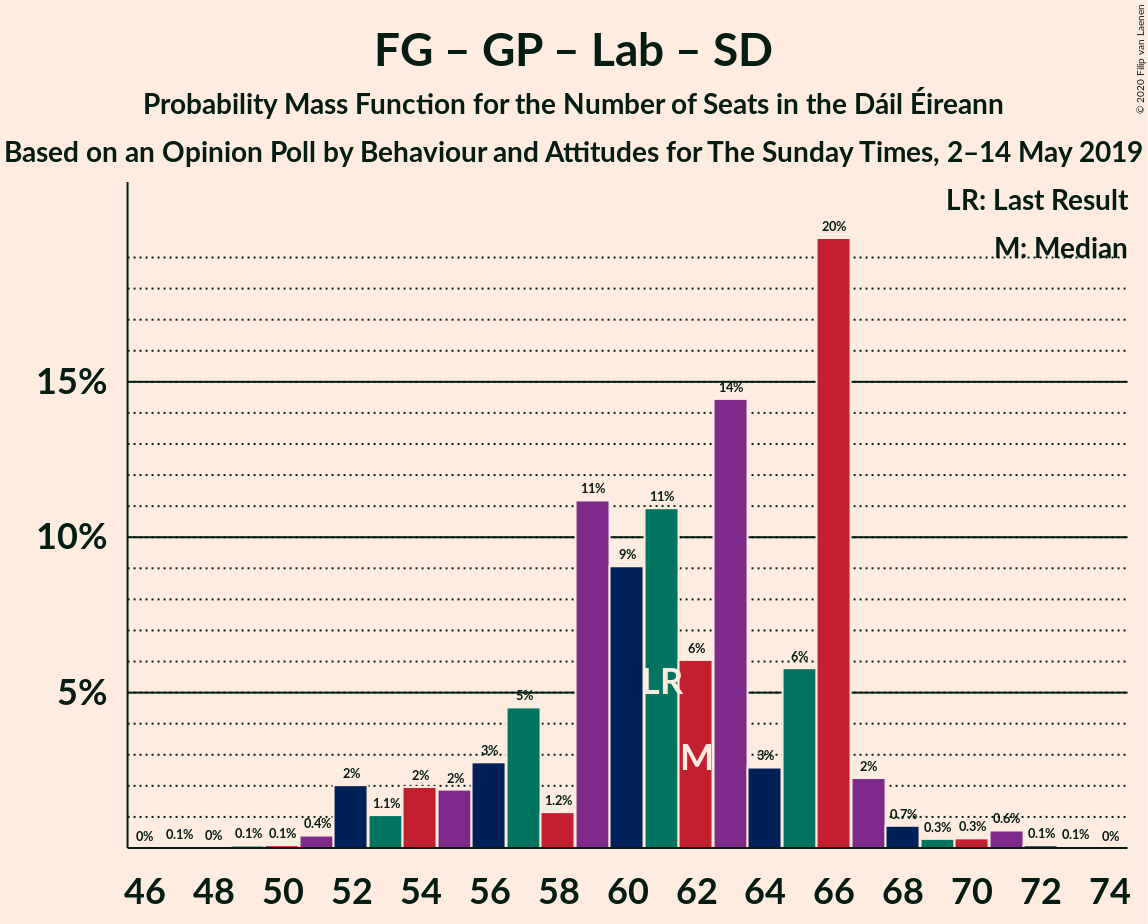 FG – GP – Lab – SD
Probability Mass Function for the Number of Seats in the Dáil Éireann
Based on an Opinion Poll by Behaviour and Attitudes for The Sunday Times, 2–14 May 2019
© 2020 Filip van Laenen
LR: Last Result
M: Median
15%
10%
5%
0% 0.1% 0% 0.1% 0.1% 0.4% 2% 1.1% 2% 2% 3% 5% 1.2% 11% 9% 11% 6% 14% 3% 6% 20% 2% 0.7% 0.3% 0.3% 0.6% 0.1% 0.1% 0%
LR
M
46 48 50 52 54 56 58 60 62 64 66 68 70 72 74